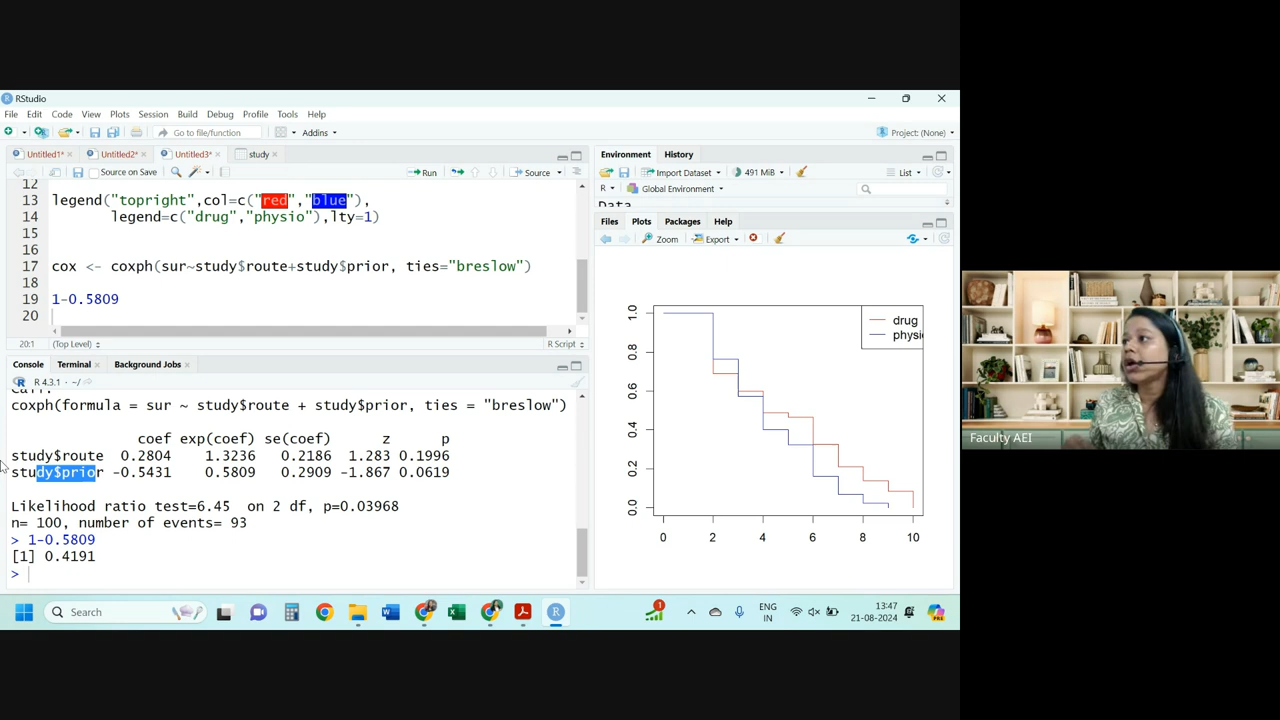 RStudio
File Edit Code View Plots Session Build Debug Profile Tools Help
Go to file/function Addins Project: (None)
Untitled1* Untitled2* Untitled3* study
Source on Save Run Source
12
13 legend("topright",col=c("red","blue"),
14 legend=c("drug","physio"),lty=1)
15
16
17 cox <- coxph(sur~study$route+study$prior, ties="breslow")
18
19 1-0.5809
20
20:1 (Top Level) R Script
Console Terminal Background Jobs
R 4.3.1 · ~/
Call:
coxph(formula = sur ~ study$route + study$prior, ties = "breslow")
coef exp(coef) se(coef) z p
study$route 0.2804 1.3236 0.2186 1.283 0.1996
study$prior -0.5431 0.5809 0.2909 -1.867 0.0619
Likelihood ratio test=6.45 on 2 df, p=0.03968
n= 100, number of events= 93
> 1-0.5809
[1] 0.4191
>
Environment History
Import Dataset 491 MiB List
R Global Environment
Data
Files Plots Packages Help
Zoom Export
drug
physi
1.0
0.8
0.6
0.4
0.2
0.0
0 2 4 6 8 10
Faculty AEI
Search
1
ENG
IN
13:47
21-08-2024
PRE